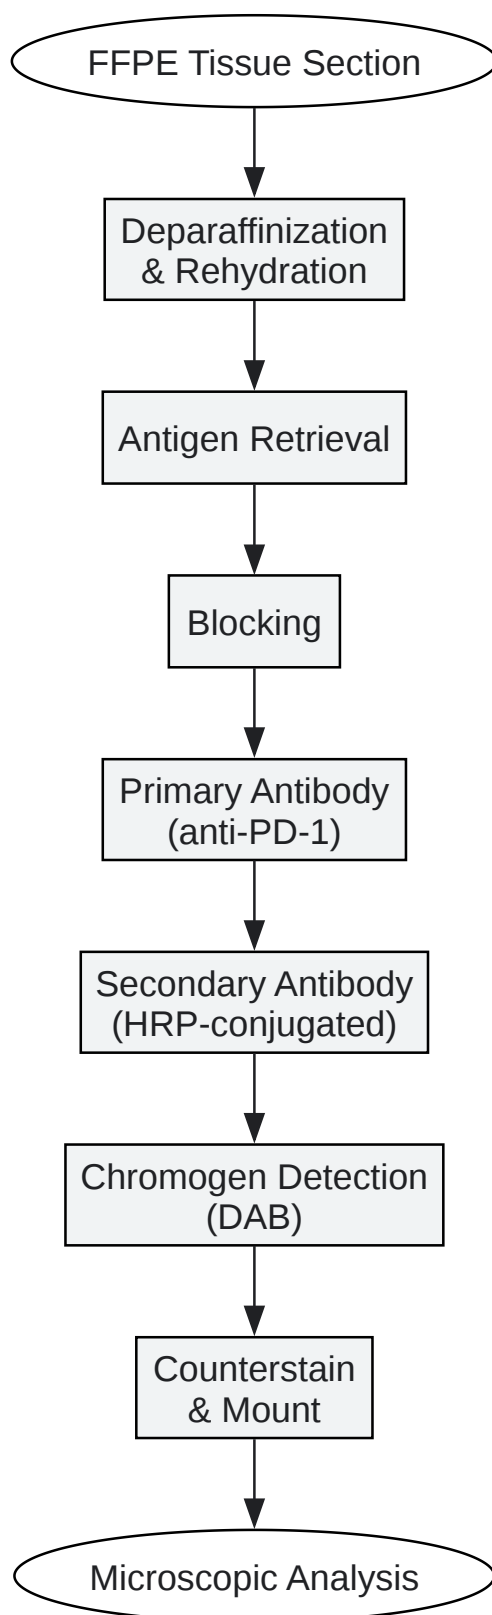 FFPE Tissue Section
Deparaffinization
& Rehydration
Antigen Retrieval
Blocking
Primary Antibody
(anti-PD-1)
Secondary Antibody
(HRP-conjugated)
Chromogen Detection
(DAB)
Counterstain
& Mount
Microscopic Analysis